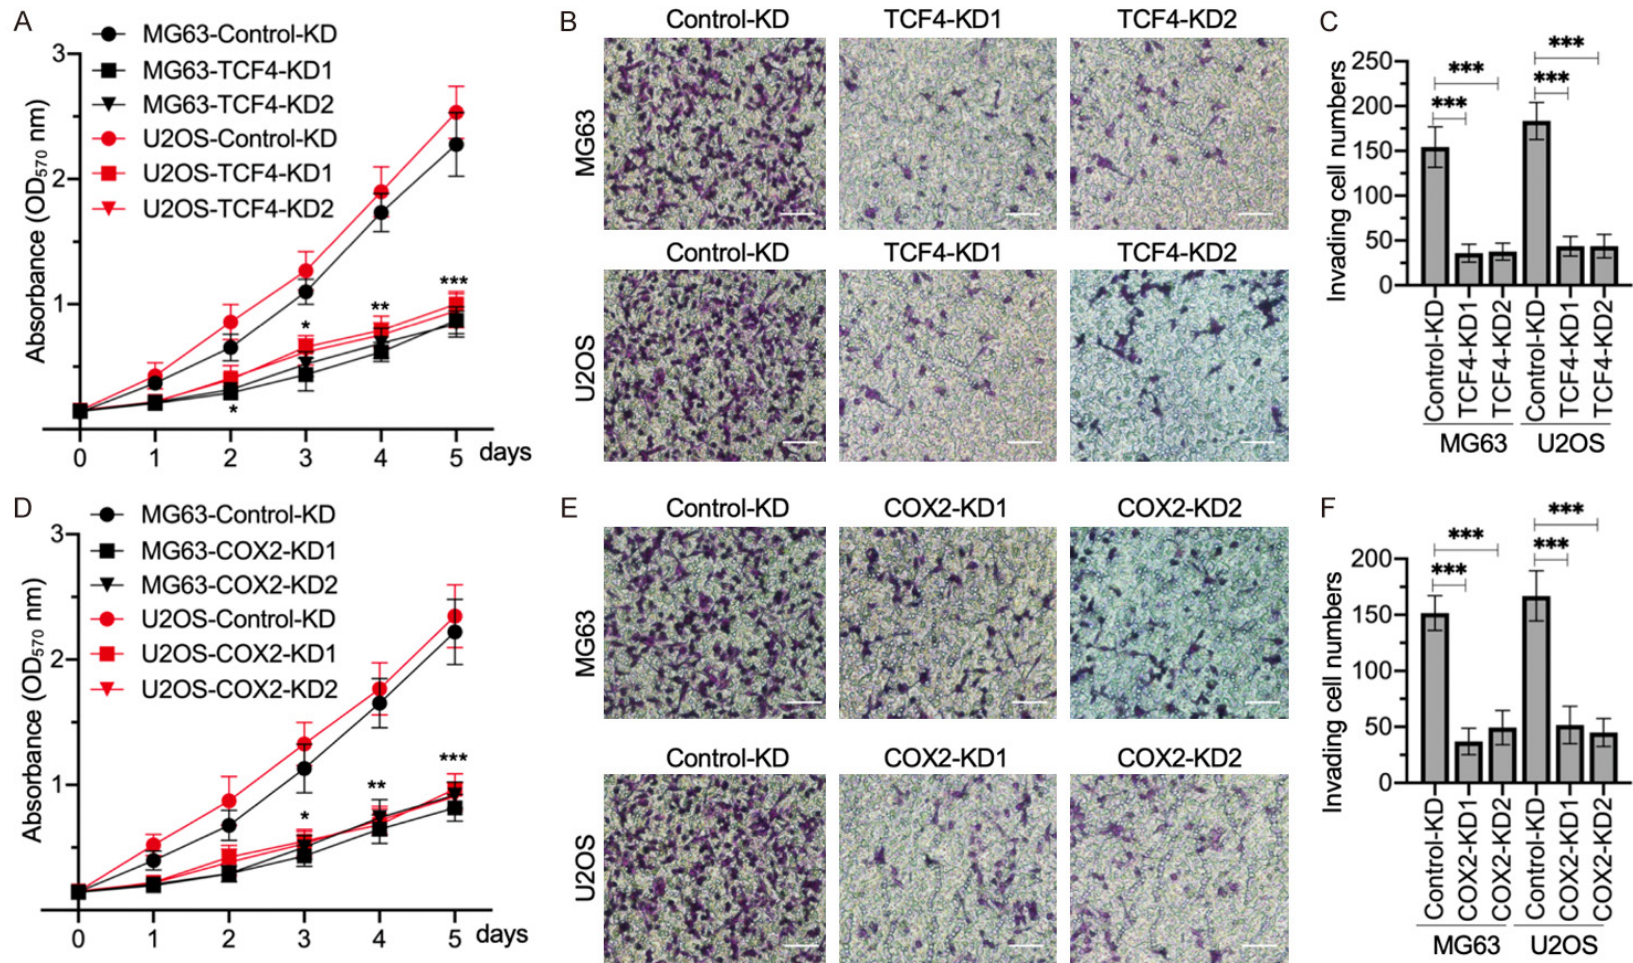 A
MG63-Control-KD
MG63-TCF4-KD1
MG63-TCF4-KD2
U2OS-Control-KD
U2OS-TCF4-KD1
U2OS-TCF4-KD2
Absorbance (OD570 nm)
3
2
1
*
*
**
***
0 1 2 3 4 5 days
B
Control-KD TCF4-KD1 TCF4-KD2
MG63
Control-KD TCF4-KD1 TCF4-KD2
U2OS
C
Invading cell numbers
250
200
150
100
50
0
***
***
***
***
Control-KD
TCF4-KD1
TCF4-KD2
Control-KD
TCF4-KD1
TCF4-KD2
MG63 U2OS
D
MG63-Control-KD
MG63-COX2-KD1
MG63-COX2-KD2
U2OS-Control-KD
U2OS-COX2-KD1
U2OS-COX2-KD2
Absorbance (OD570 nm)
3
2
1
*
**
***
0 1 2 3 4 5 days
E
Control-KD COX2-KD1 COX2-KD2
MG63
Control-KD COX2-KD1 COX2-KD2
U2OS
F
Invading cell numbers
200
150
100
50
0
***
***
***
***
Control-KD
COX2-KD1
COX2-KD2
Control-KD
COX2-KD1
COX2-KD2
MG63 U2OS